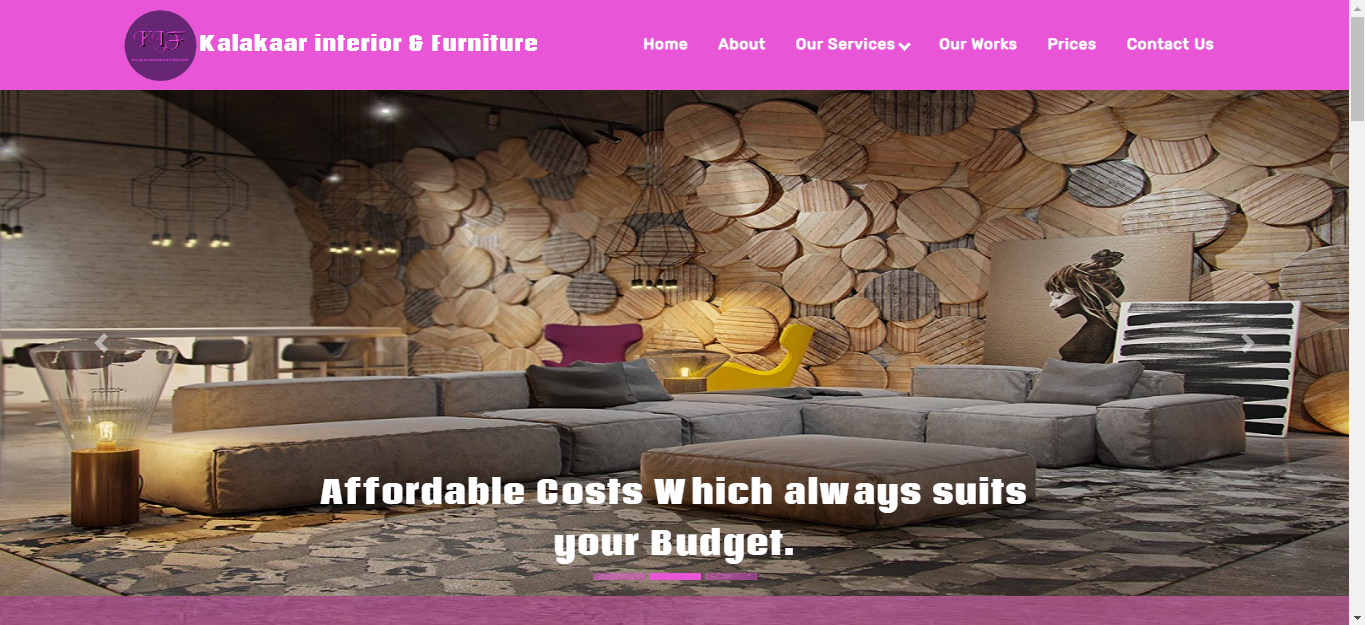 KIF
Kalakaar interior & Furniture
Home
About
Our Services
Our Works
Prices
Contact Us
Affordable Costs Which always suits
your Budget.